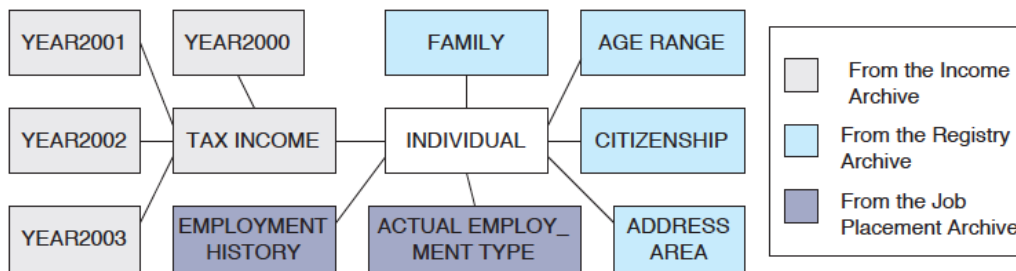 YEAR2001
YEAR2000
FAMILY
AGE RANGE
YEAR2002
TAX INCOME
INDIVIDUAL
CITIZENSHIP
YEAR2003
EMPLOYMENT
HISTORY
ACTUAL EMPLOY_
MENT TYPE
ADDRESS
AREA
From the Income
Archive
From the Registry
Archive
From the Job
Placement Archive